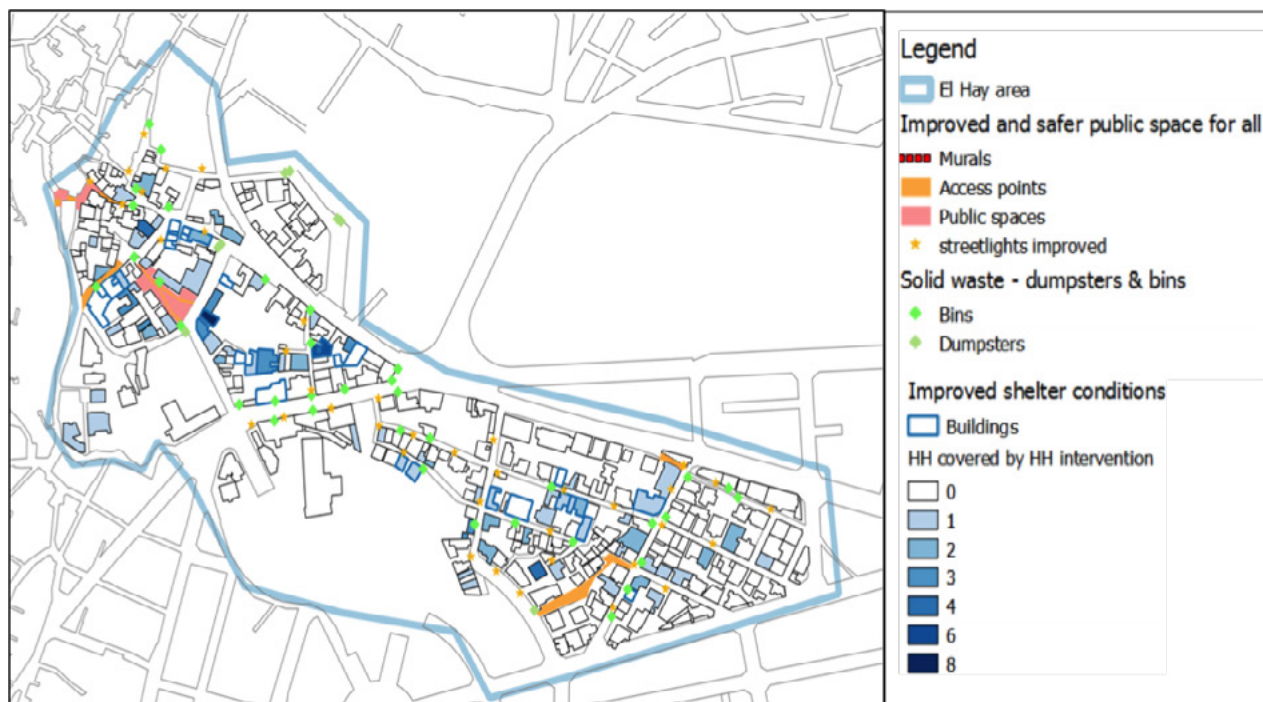 Legend
El Hay area
Improved and safer public space for all
Murals
Access points
Public spaces
streetlights improved
Solid waste - dumpsters & bins
Bins
Dumpsters
Improved shelter conditions
Buildings
HH covered by HH intervention
0
1
2
3
4
6
8